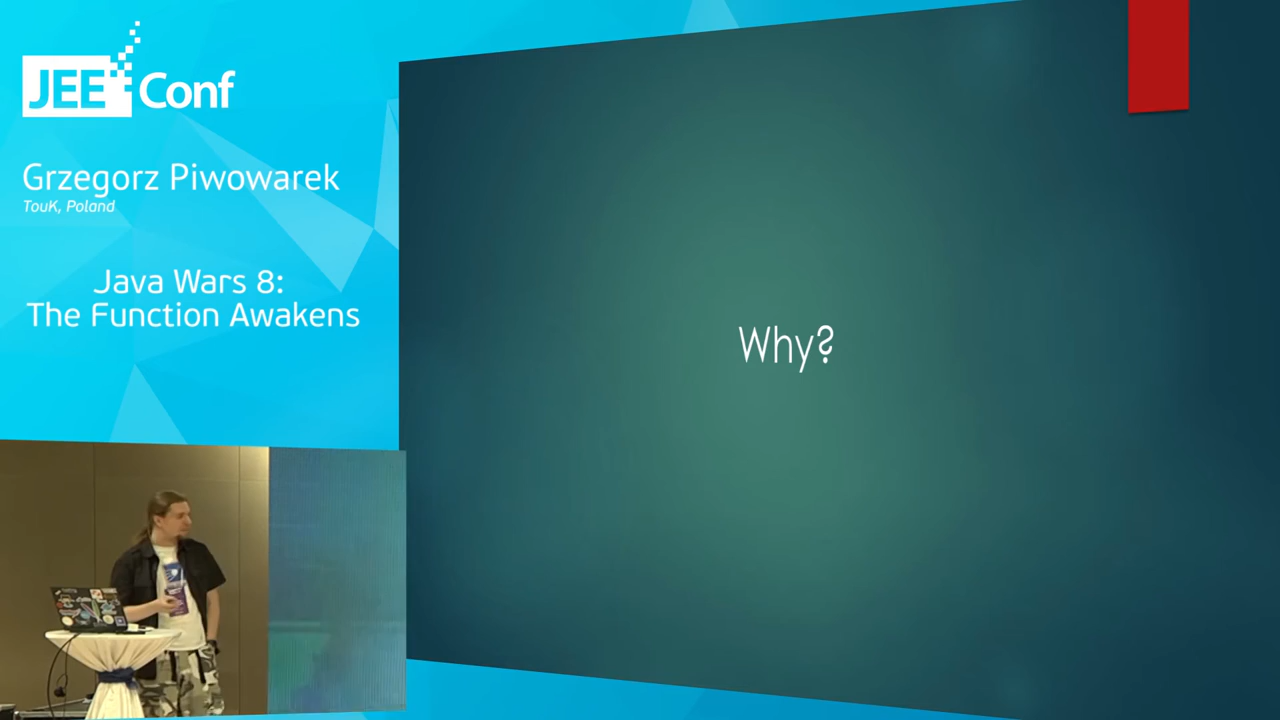 JEE Conf
Grzegorz Piwowarek
TouK, Poland
Java Wars 8:
The Function Awakens
Why?